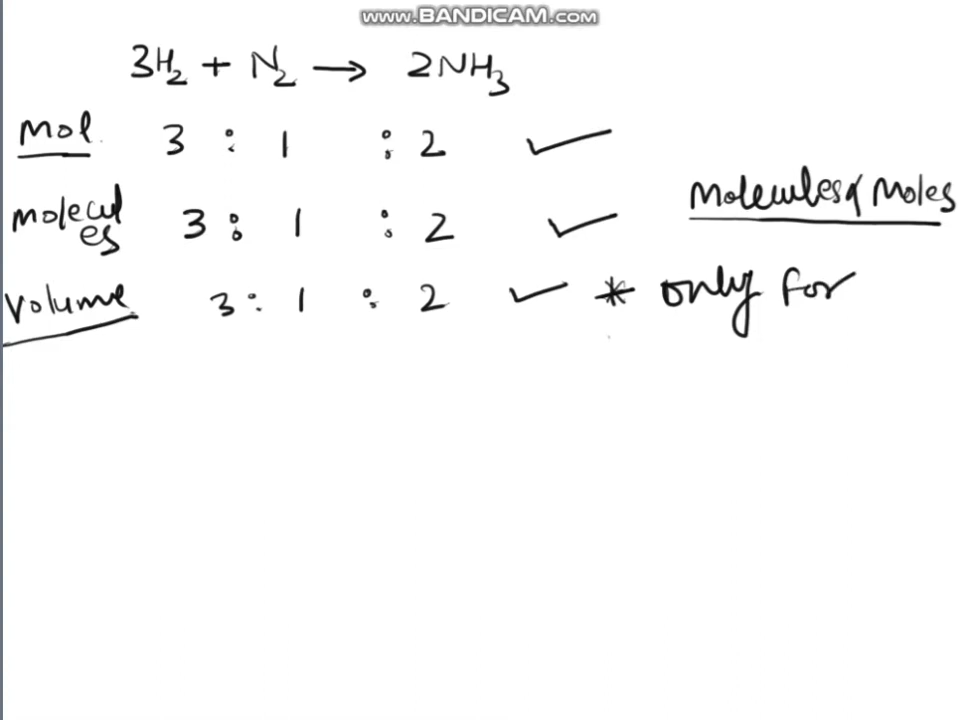 www.BANDICAM.com
3H₂ + N₂ → 2NH₃
mol. 3 : 1 : 2 ✓
molecules 3 : 1 : 2 ✓
Molecules & Moles
Volume 3 : 1 : 2 ✓ * only for